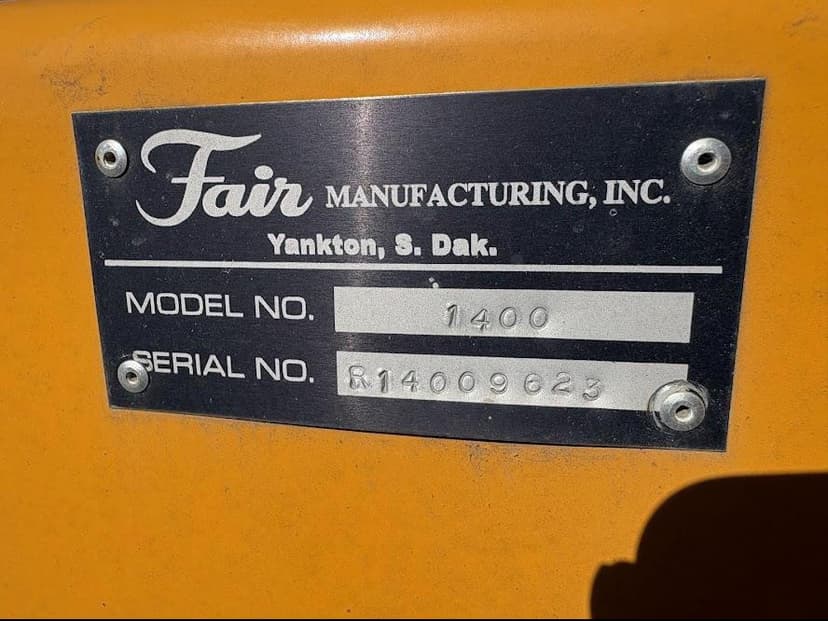 Fair MANUFACTURING, INC.
Yankton, S. Dak.
MODEL NO. 1400
SERIAL NO. R14009623